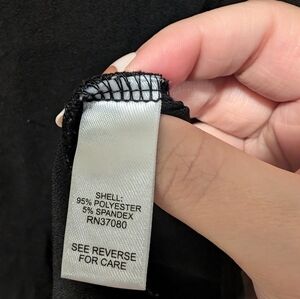 SHELL:
95% POLYESTER
5% SPANDEX
RN37080
SEE REVERSE
FOR CARE